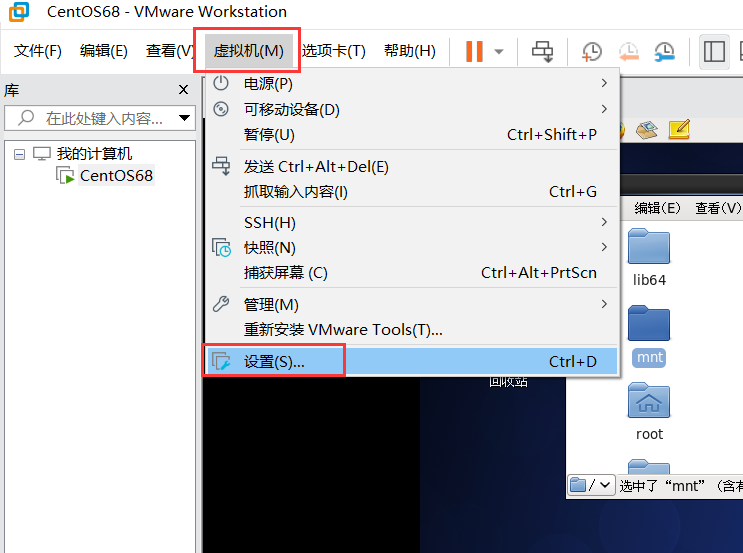 CentOS68 - VMware Workstation
文件(F) 编辑(E) 查看(V) 虚拟机(M) 选项卡(T) 帮助(H)
库
在此处键入内容...
我的计算机
CentOS68
电源(P)
可移动设备(D)
暂停(U) Ctrl+Shift+P
发送 Ctrl+Alt+Del(E)
抓取输入内容(I) Ctrl+G
SSH(H)
快照(N)
捕获屏幕 (C) Ctrl+Alt+PrtScn
管理(M)
重新安装 VMware Tools(T)...
设置(S)... Ctrl+D
回收站
编辑(E) 查看(V)
lib64
mnt
root
/
选中了“mnt” (含有